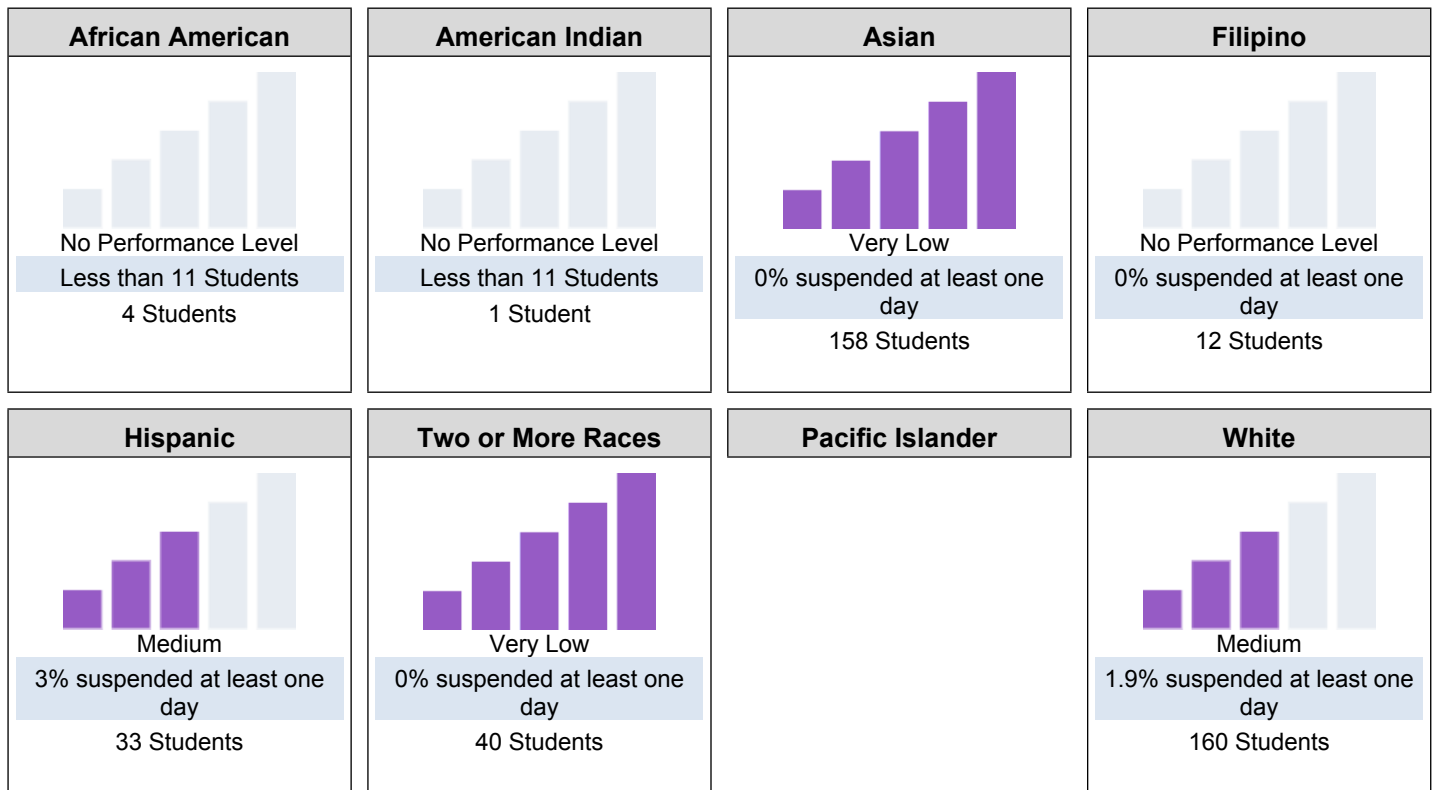 African American
No Performance Level
Less than 11 Students
4 Students
American Indian
No Performance Level
Less than 11 Students
1 Student
Asian
Very Low
0% suspended at least one
day
158 Students
Filipino
No Performance Level
0% suspended at least one
day
12 Students
Hispanic
Medium
3% suspended at least one
day
33 Students
Two or More Races
Very Low
0% suspended at least one
day
40 Students
Pacific Islander
White
Medium
1.9% suspended at least one
day
160 Students